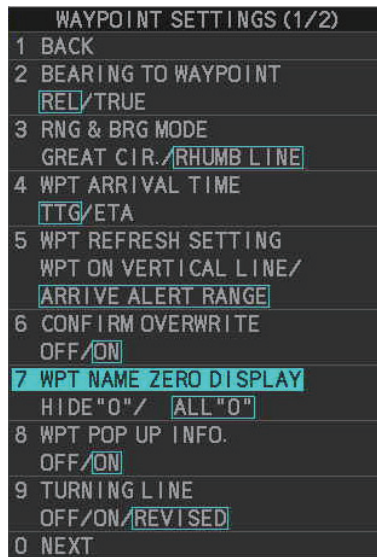 WAYPOINT SETTINGS (1/2)
1 BACK
2 BEARING TO WAYPOINT
REL/TRUE
3 RNG & BRG MODE
GREAT CIR./RHUMB LINE
4 WPT ARRIVAL TIME
TTG/ETA
5 WPT REFRESH SETTING
WPT ON VERTICAL LINE/
ARRIVE ALERT RANGE
6 CONFIRM OVERWRITE
OFF/ON
7 WPT NAME ZERO DISPLAY
HIDE"0"/ ALL"0"
8 WPT POP UP INFO.
OFF/ON
9 TURNING LINE
OFF/ON/REVISED
0 NEXT